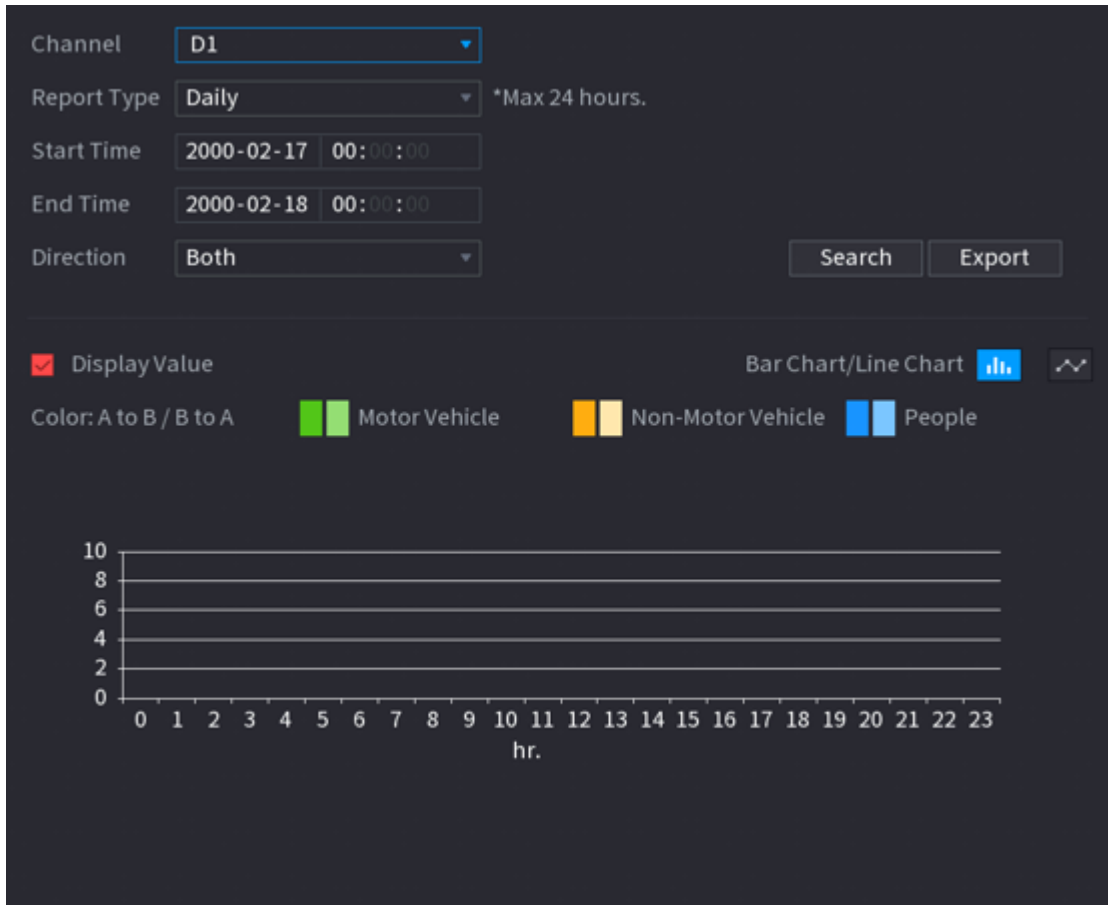 Channel D1
Report Type Daily *Max 24 hours.
Start Time 2000-02-17 00:00:00
End Time 2000-02-18 00:00:00
Direction Both Search Export
Display Value Bar Chart/Line Chart
Color: A to B / B to A Motor Vehicle Non-Motor Vehicle People
10
8
6
4
2
0
0 1 2 3 4 5 6 7 8 9 10 11 12 13 14 15 16 17 18 19 20 21 22 23
hr.